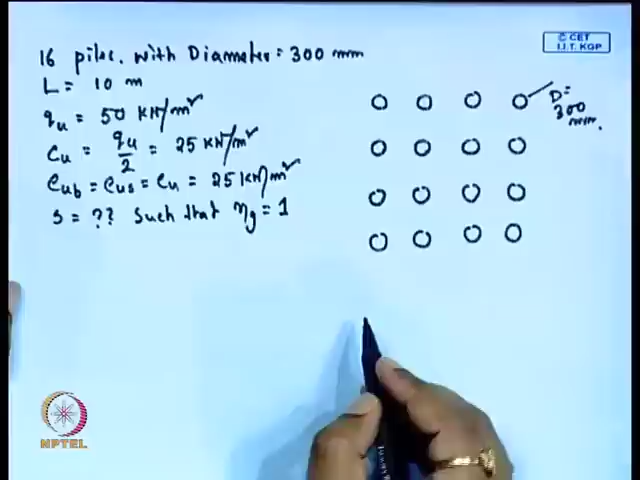 16 piles. with Diameter = 300 mm
L = 10 m
qu = 50 KN/m²
Cu = qu/2 = 25 KN/m²
Cub = Cus = Cu = 25 KN/m²
S = ?? Such that ηg = 1
D =
300
mm.
© CET
I.I.T. KGP
NPTEL